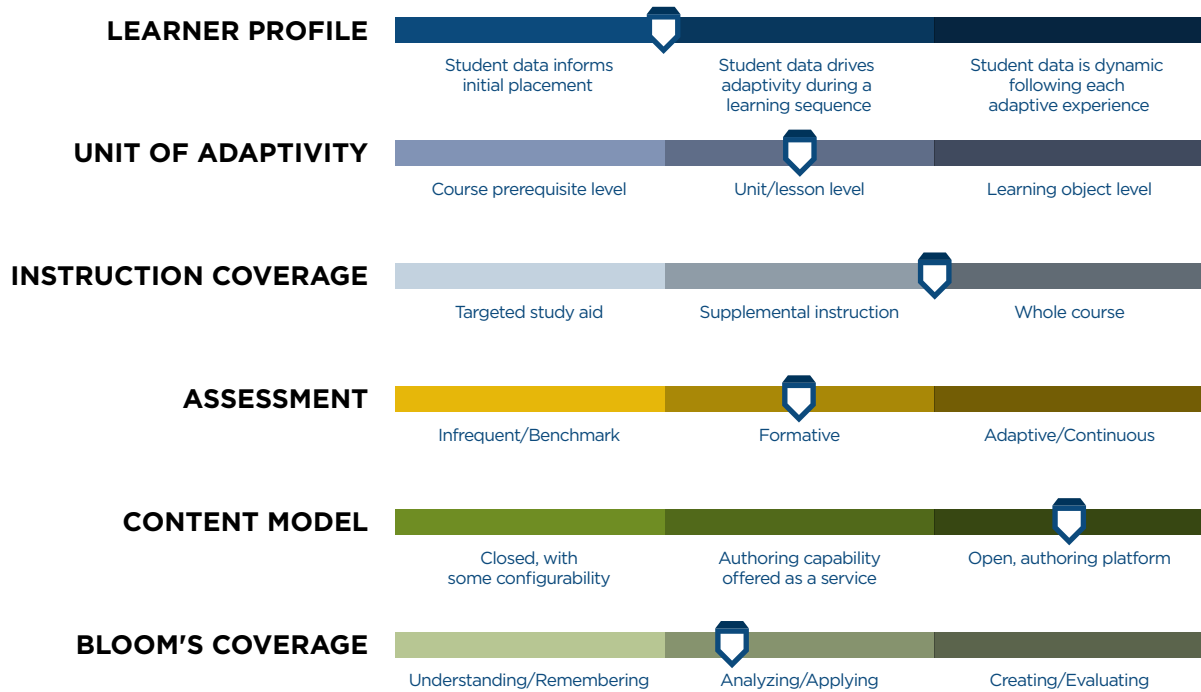 LEARNER PROFILE
Student data informs
initial placement
Student data drives
adaptivity during a
learning sequence
Student data is dynamic
following each
adaptive experience
UNIT OF ADAPTIVITY
Course prerequisite level
Unit/lesson level
Learning object level
INSTRUCTION COVERAGE
Targeted study aid
Supplemental instruction
Whole course
ASSESSMENT
Infrequent/Benchmark
Formative
Adaptive/Continuous
CONTENT MODEL
Closed, with
some configurability
Authoring capability
offered as a service
Open, authoring platform
BLOOM'S COVERAGE
Understanding/Remembering
Analyzing/Applying
Creating/Evaluating